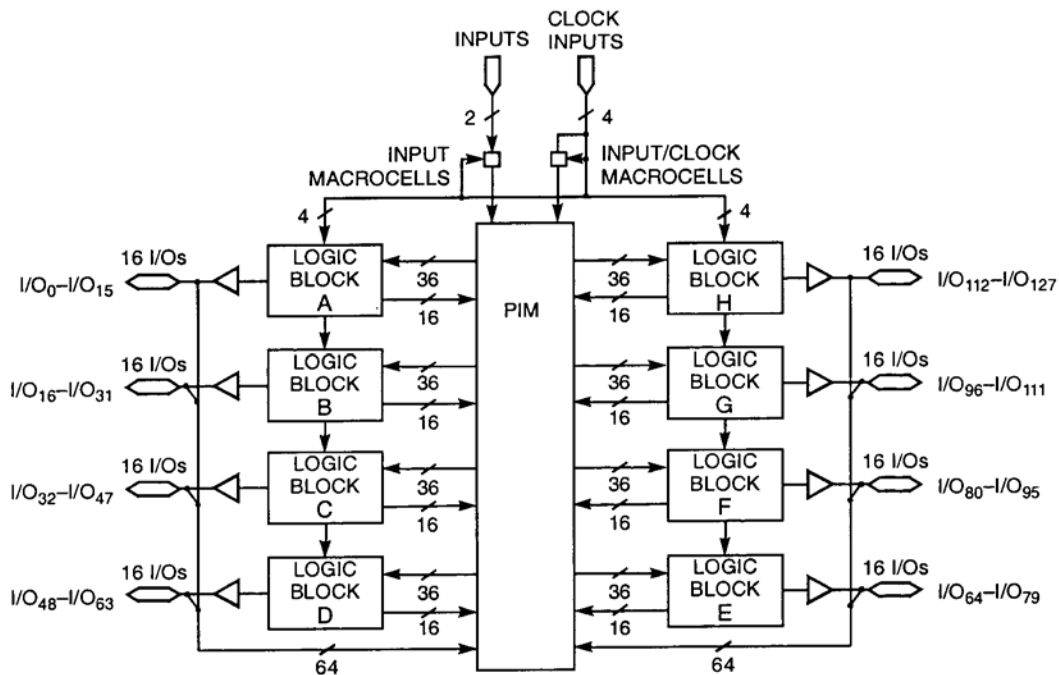 INPUTS
CLOCK
INPUTS
2
4
INPUT
MACROCELLS
INPUT/CLOCK
MACROCELLS
4
4
16 I/Os
I/O₀–I/O₁₅
LOGIC
BLOCK
A
36
16
PIM
36
16
LOGIC
BLOCK
H
16 I/Os
I/O₁₁₂–I/O₁₂₇
16 I/Os
I/O₁₆–I/O₃₁
LOGIC
BLOCK
B
36
16
36
16
LOGIC
BLOCK
G
16 I/Os
I/O₉₆–I/O₁₁₁
16 I/Os
I/O₃₂–I/O₄₇
LOGIC
BLOCK
C
36
16
36
16
LOGIC
BLOCK
F
16 I/Os
I/O₈₀–I/O₉₅
16 I/Os
I/O₄₈–I/O₆₃
LOGIC
BLOCK
D
36
16
36
16
LOGIC
BLOCK
E
16 I/Os
I/O₆₄–I/O₇₉
64
64